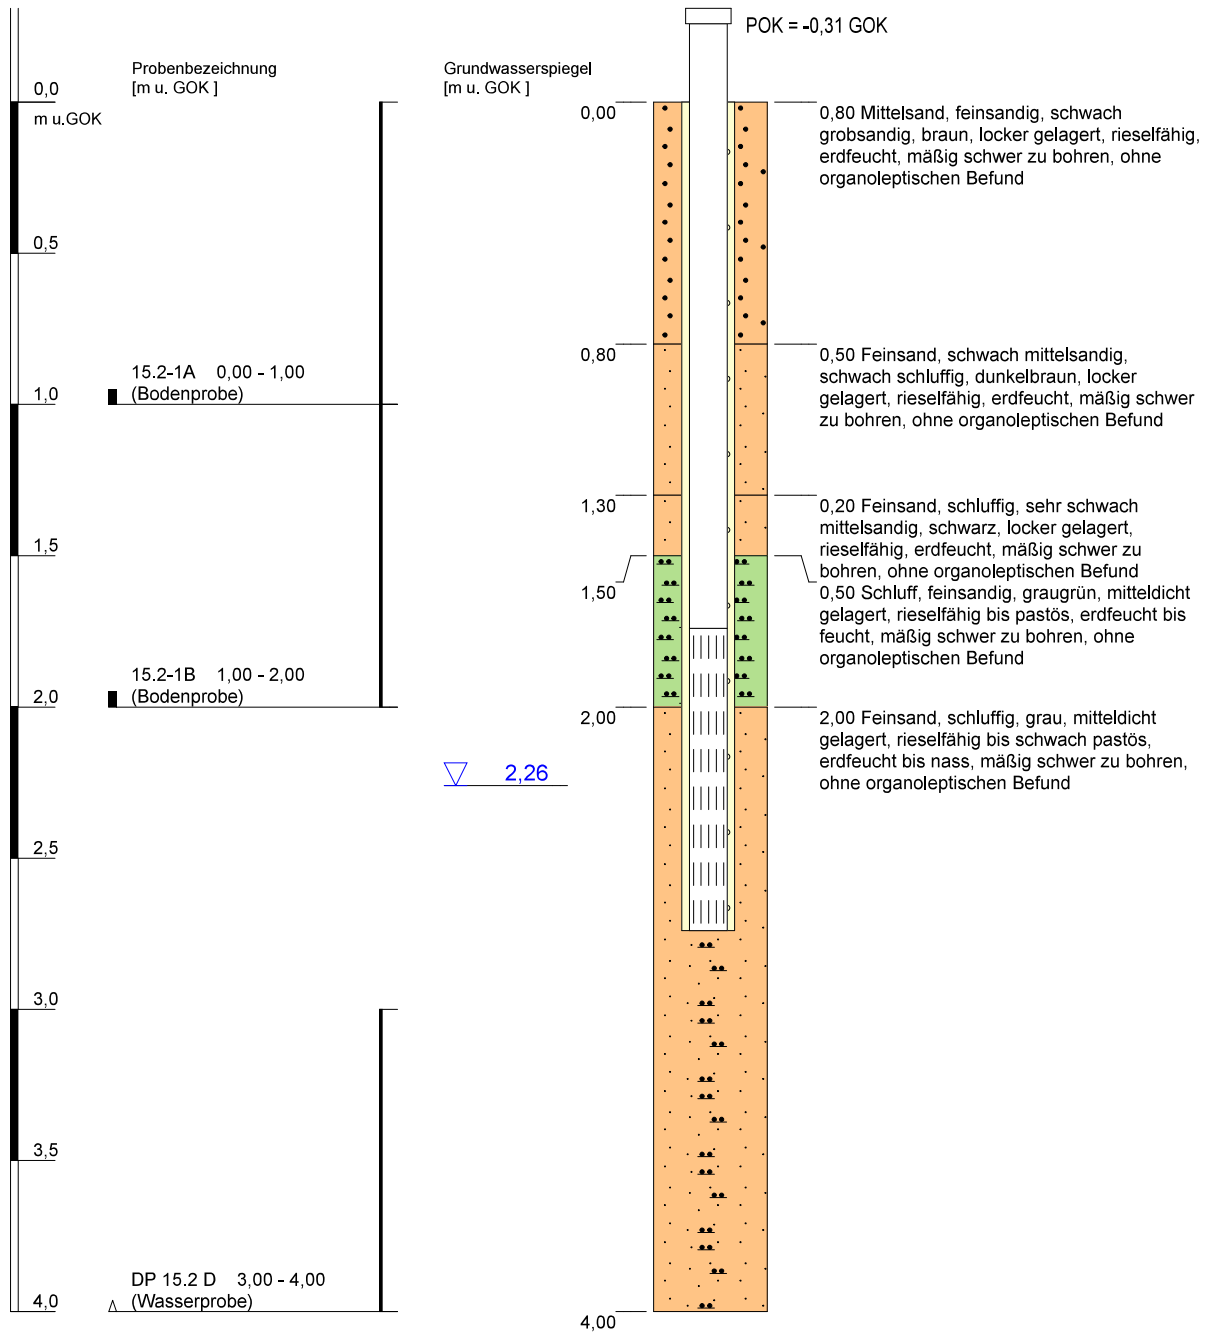 POK = -0,31 GOK
Probenbezeichnung
[m u. GOK ]
Grundwasserspiegel
[m u. GOK ]
0,0
m u.GOK
0,5
1,0
1,5
2,0
2,5
3,0
3,5
4,0
15.2-1A 0,00 - 1,00
(Bodenprobe)
15.2-1B 1,00 - 2,00
(Bodenprobe)
DP 15.2 D 3,00 - 4,00
(Wasserprobe)
2,26
0,00
0,80
1,30
1,50
2,00
4,00
0,80 Mittelsand, feinsandig, schwach
grobsandig, braun, locker gelagert, rieselfähig,
erdfeucht, mäßig schwer zu bohren, ohne
organoleptischen Befund
0,50 Feinsand, schwach mittelsandig,
schwach schluffig, dunkelbraun, locker
gelagert, rieselfähig, erdfeucht, mäßig schwer
zu bohren, ohne organoleptischen Befund
0,20 Feinsand, schluffig, sehr schwach
mittelsandig, schwarz, locker gelagert,
rieselfähig, erdfeucht, mäßig schwer zu
bohren, ohne organoleptischen Befund
0,50 Schluff, feinsandig, graugrün, mitteldicht
gelagert, rieselfähig bis pastös, erdfeucht bis
feucht, mäßig schwer zu bohren, ohne
organoleptischen Befund
2,00 Feinsand, schluffig, grau, mitteldicht
gelagert, rieselfähig bis schwach pastös,
erdfeucht bis nass, mäßig schwer zu bohren,
ohne organoleptischen Befund